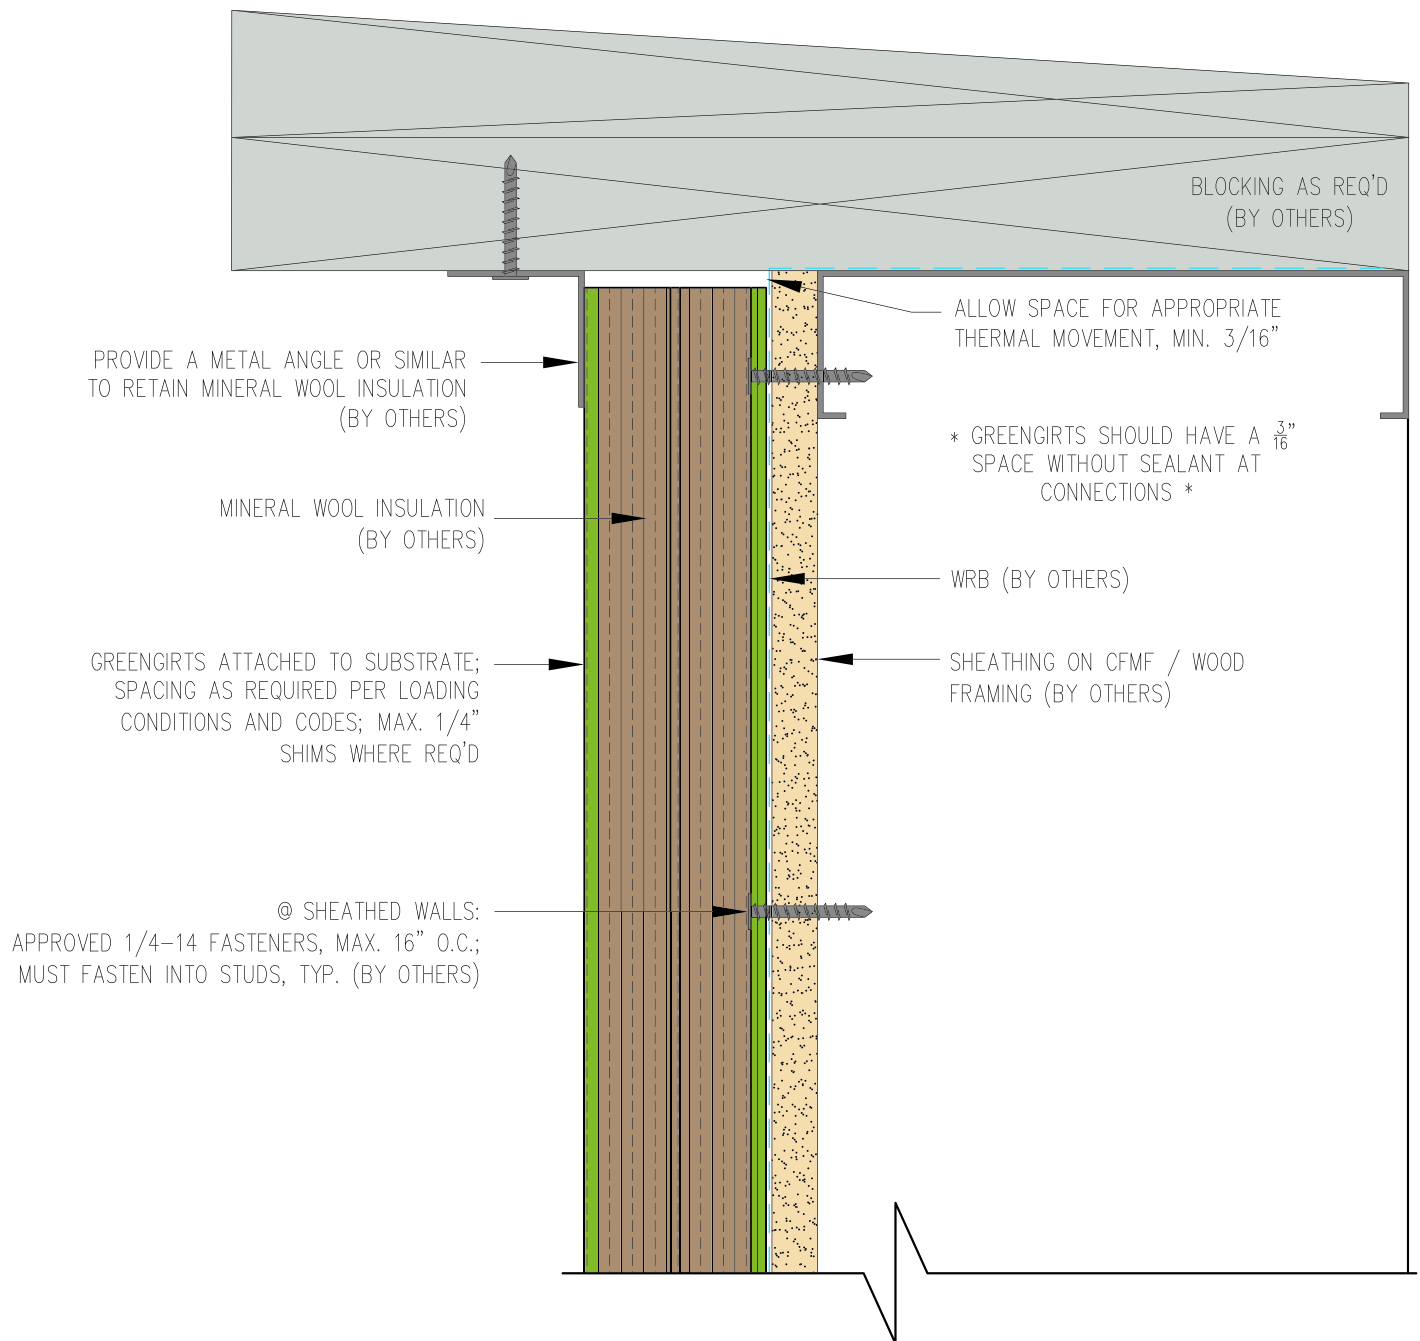 BLOCKING AS REQ'D
(BY OTHERS)
ALLOW SPACE FOR APPROPRIATE
THERMAL MOVEMENT, MIN. 3/16”
PROVIDE A METAL ANGLE OR SIMILAR
TO RETAIN MINERAL WOOL INSULATION
(BY OTHERS)
* GREENGIRTS SHOULD HAVE A 3/16”
SPACE WITHOUT SEALANT AT
CONNECTIONS *
MINERAL WOOL INSULATION
(BY OTHERS)
WRB (BY OTHERS)
GREENGIRTS ATTACHED TO SUBSTRATE;
SPACING AS REQUIRED PER LOADING
CONDITIONS AND CODES; MAX. 1/4”
SHIMS WHERE REQ'D
SHEATHING ON CFMF / WOOD
FRAMING (BY OTHERS)
@ SHEATHED WALLS:
APPROVED 1/4-14 FASTENERS, MAX. 16” O.C.;
MUST FASTEN INTO STUDS, TYP. (BY OTHERS)